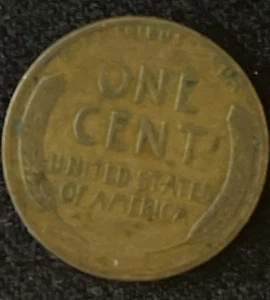 ONE
CENT
UNITED STATES
OF AMERICA